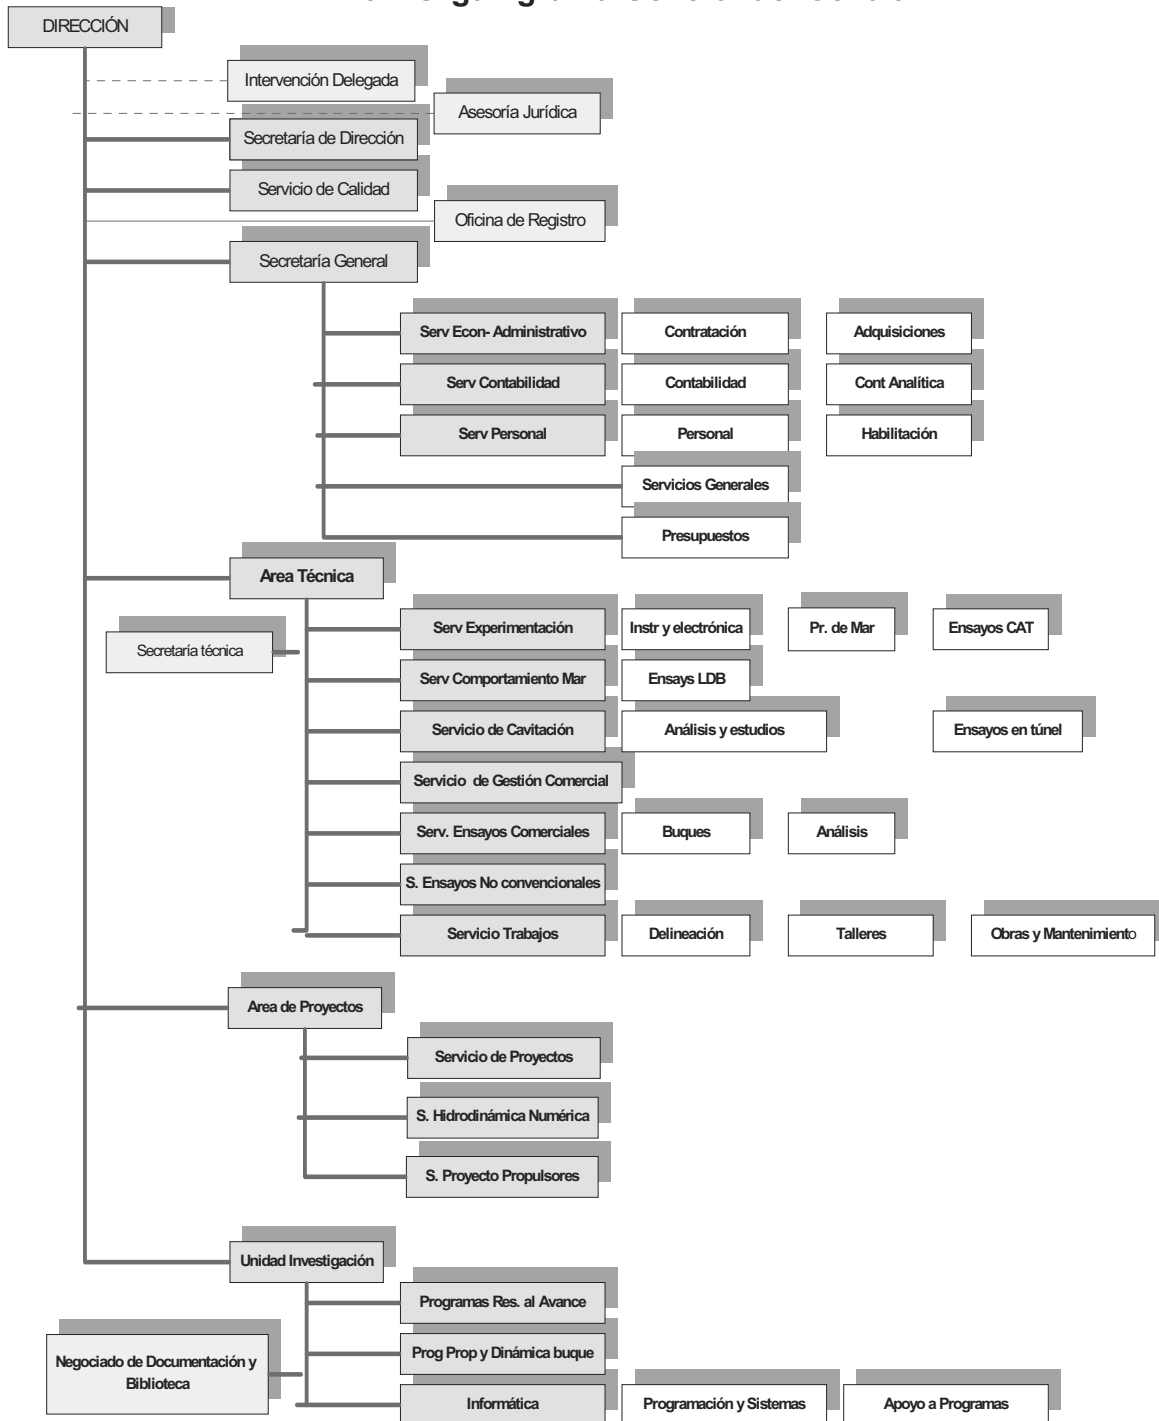 DIRECCIÓN
Intervención Delegada
Asesoría Jurídica
Secretaría de Dirección
Servicio de Calidad
Oficina de Registro
Secretaría General
Serv Econ- Administrativo
Contratación
Adquisiciones
Serv Contabilidad
Contabilidad
Cont Analítica
Serv Personal
Personal
Habilitación
Servicios Generales
Presupuestos
Area Técnica
Secretaría técnica
Serv Experimentación
Instr y electrónica
Pr. de Mar
Ensayos CAT
Serv Comportamiento Mar
Ensays LDB
Servicio de Cavitación
Análisis y estudios
Ensayos en túnel
Servicio de Gestión Comercial
Serv. Ensayos Comerciales
Buques
Análisis
S. Ensayos No convencionales
Servicio Trabajos
Delineación
Talleres
Obras y Mantenimiento
Area de Proyectos
Servicio de Proyectos
S. Hidrodinámica Numérica
S. Proyecto Propulsores
Unidad Investigación
Programas Res. al Avance
Negociado de Documentación y
Biblioteca
Prog Prop y Dinámica buque
Informática
Programación y Sistemas
Apoyo a Programas